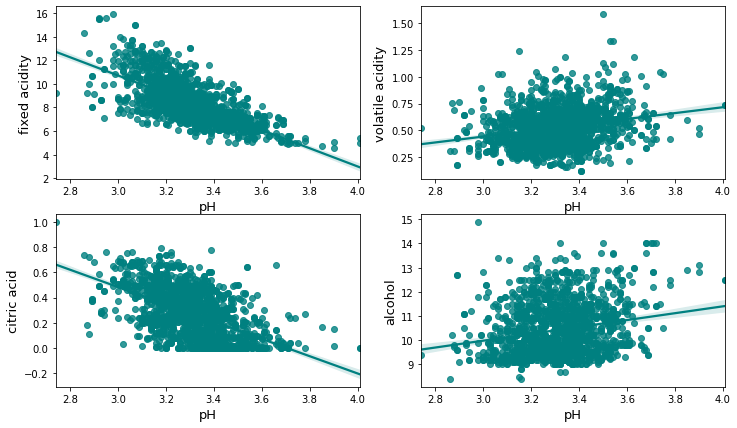 16
14
12
10
8
6
4
2
fixed acidity
2.8 3.0 3.2 3.4 3.6 3.8 4.0
pH
1.50
1.25
1.00
0.75
0.50
0.25
volatile acidity
2.8 3.0 3.2 3.4 3.6 3.8 4.0
pH
1.0
0.8
0.6
0.4
0.2
0.0
−0.2
citric acid
2.8 3.0 3.2 3.4 3.6 3.8 4.0
pH
15
14
13
12
11
10
9
alcohol
2.8 3.0 3.2 3.4 3.6 3.8 4.0
pH